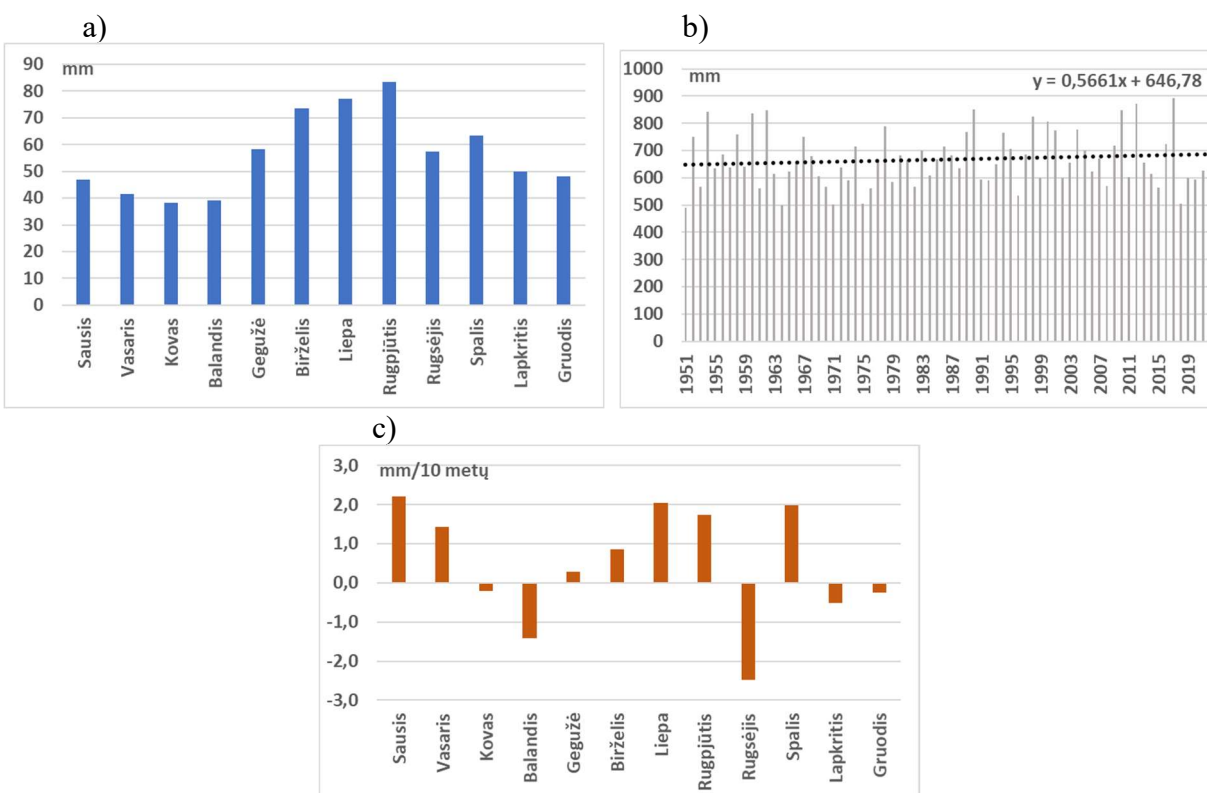 a)
mm
90
80
70
60
50
40
30
20
10
0
Sausis
Vasaris
Kovas
Balandis
Gegužė
Birželis
Liepa
Rugpjūtis
Rugsėjis
Spalis
Lapkritis
Gruodis
b)
mm
y = 0,5661x + 646,78
1000
900
800
700
600
500
400
300
200
100
0
1951
1955
1959
1963
1967
1971
1975
1979
1983
1987
1991
1995
1999
2003
2007
2011
2015
2019
c)
mm/10 metų
3,0
2,0
1,0
0,0
-1,0
-2,0
-3,0
Sausis
Vasaris
Kovas
Balandis
Gegužė
Birželis
Liepa
Rugpjūtis
Rugsėjis
Spalis
Lapkritis
Gruodis